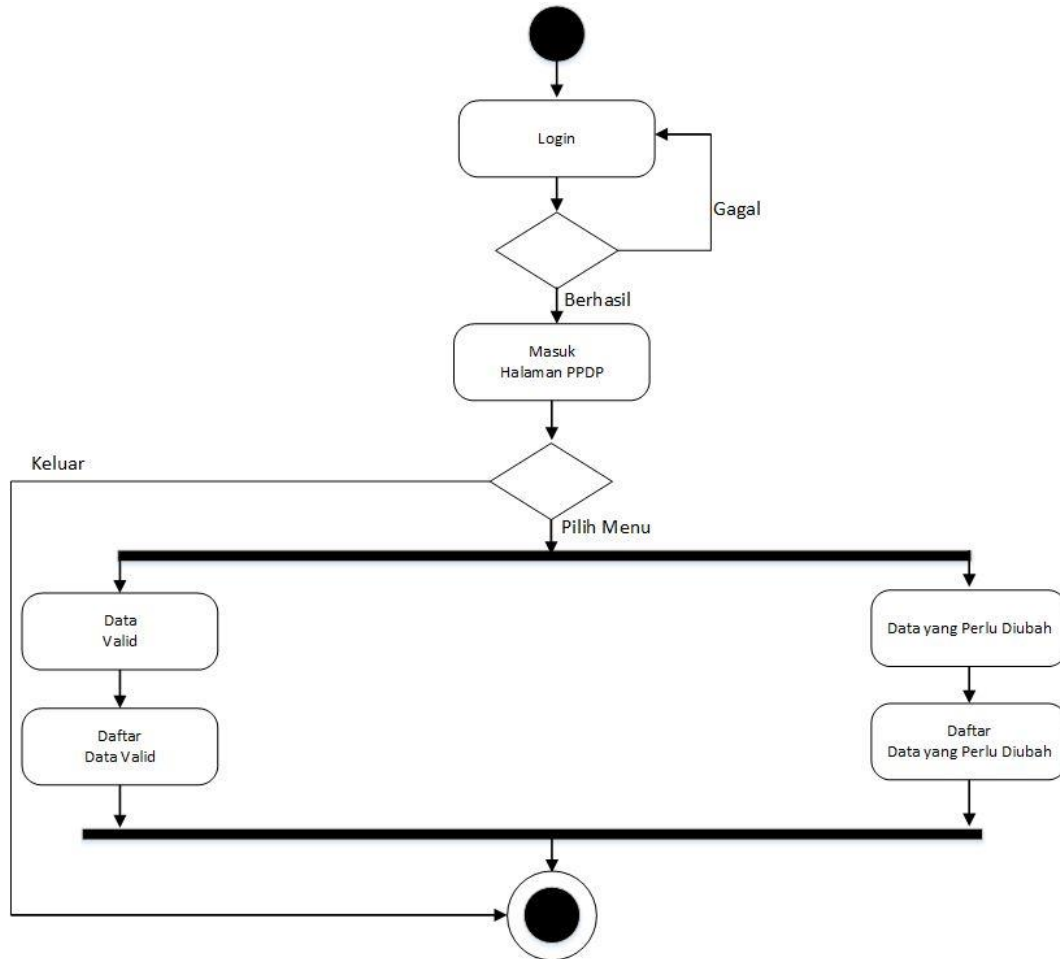 Login
Gagal
Berhasil
Masuk
Halaman PPDP
Keluar
Pilih Menu
Data
Valid
Data yang Perlu Diubah
Daftar
Data Valid
Daftar
Data yang Perlu Diubah